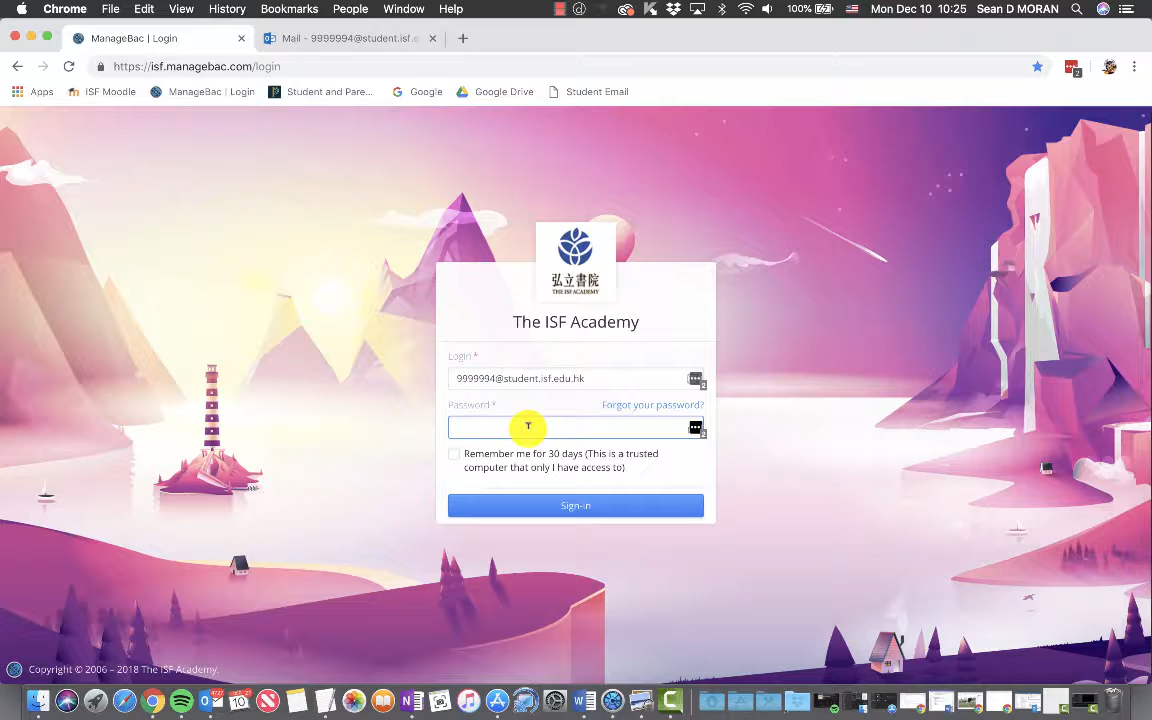 Chrome File Edit View History Bookmarks People Window Help 100% Mon Dec 10 10:25 Sean D MORAN
ManageBac | Login
Mail - 9999994@student.isf.e
https://isf.managebac.com/login
Apps ISF Moodle ManageBac | Login Student and Pare... Google Google Drive Student Email
弘立書院
THE ISF ACADEMY
The ISF Academy
Login *
9999994@student.isf.edu.hk
Password * Forgot your password?
Remember me for 30 days (This is a trusted
computer that only I have access to)
Sign-in
Copyright © 2006 – 2018 The ISF Academy.